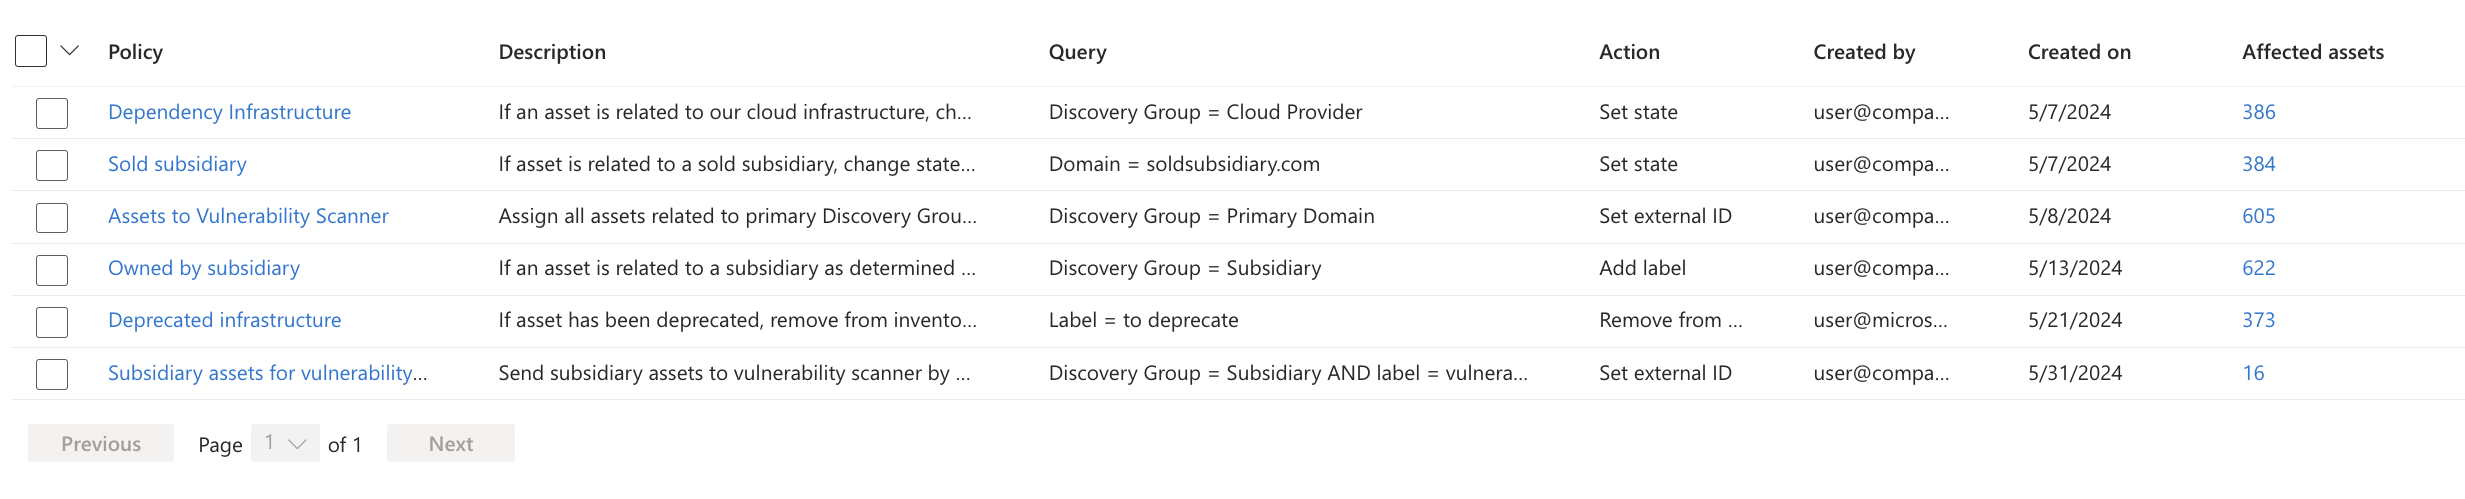 Policy Description Query Action Created by Created on Affected assets
Dependency Infrastructure If an asset is related to our cloud infrastructure, ch... Discovery Group = Cloud Provider Set state user@compa... 5/7/2024 386
Sold subsidiary If asset is related to a sold subsidiary, change state... Domain = soldsubsidiary.com Set state user@compa... 5/7/2024 384
Assets to Vulnerability Scanner Assign all assets related to primary Discovery Grou... Discovery Group = Primary Domain Set external ID user@compa... 5/8/2024 605
Owned by subsidiary If an asset is related to a subsidiary as determined ... Discovery Group = Subsidiary Add label user@compa... 5/13/2024 622
Deprecated infrastructure If asset has been deprecated, remove from invento... Label = to deprecate Remove from ... user@micros... 5/21/2024 373
Subsidiary assets for vulnerability... Send subsidiary assets to vulnerability scanner by ... Discovery Group = Subsidiary AND label = vulnera... Set external ID user@compa... 5/31/2024 16
Previous Page 1 of 1 Next